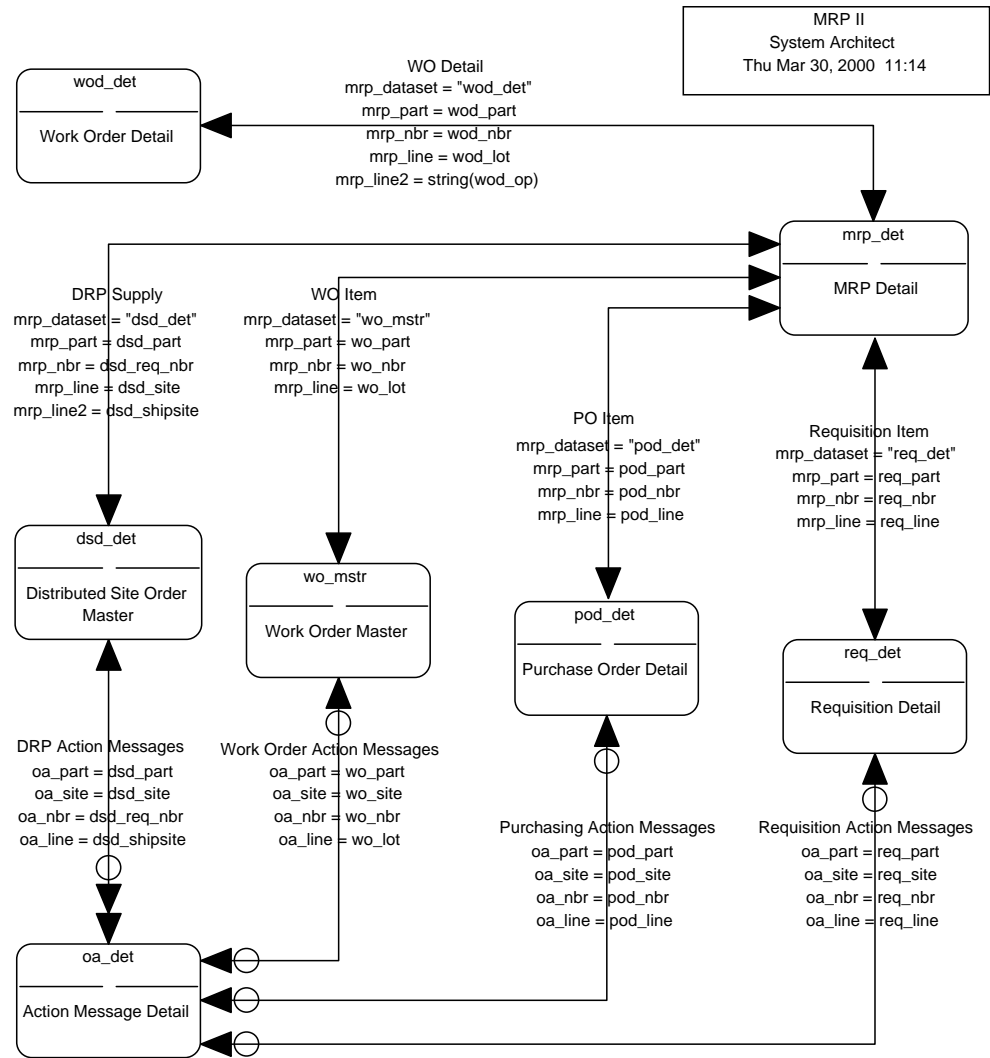 MRP II
System Architect
Thu Mar 30, 2000  11:14
wod_det
Work Order Detail
WO Detail
mrp_dataset = "wod_det"
mrp_part = wod_part
mrp_nbr = wod_nbr
mrp_line = wod_lot
mrp_line2 = string(wod_op)
mrp_det
MRP Detail
DRP Supply
mrp_dataset = "dsd_det"
mrp_part = dsd_part
mrp_nbr = dsd_req_nbr
mrp_line = dsd_site
mrp_line2 = dsd_shipsite
WO Item
mrp_dataset = "wo_mstr"
mrp_part = wo_part
mrp_nbr = wo_nbr
mrp_line = wo_lot
PO Item
mrp_dataset = "pod_det"
mrp_part = pod_part
mrp_nbr = pod_nbr
mrp_line = pod_line
Requisition Item
mrp_dataset = "req_det"
mrp_part = req_part
mrp_nbr = req_nbr
mrp_line = req_line
dsd_det
Distributed Site Order
Master
wo_mstr
Work Order Master
pod_det
Purchase Order Detail
req_det
Requisition Detail
DRP Action Messages
oa_part = dsd_part
oa_site = dsd_site
oa_nbr = dsd_req_nbr
oa_line = dsd_shipsite
Work Order Action Messages
oa_part = wo_part
oa_site = wo_site
oa_nbr = wo_nbr
oa_line = wo_lot
Purchasing Action Messages
oa_part = pod_part
oa_site = pod_site
oa_nbr = pod_nbr
oa_line = pod_line
Requisition Action Messages
oa_part = req_part
oa_site = req_site
oa_nbr = req_nbr
oa_line = req_line
oa_det
Action Message Detail